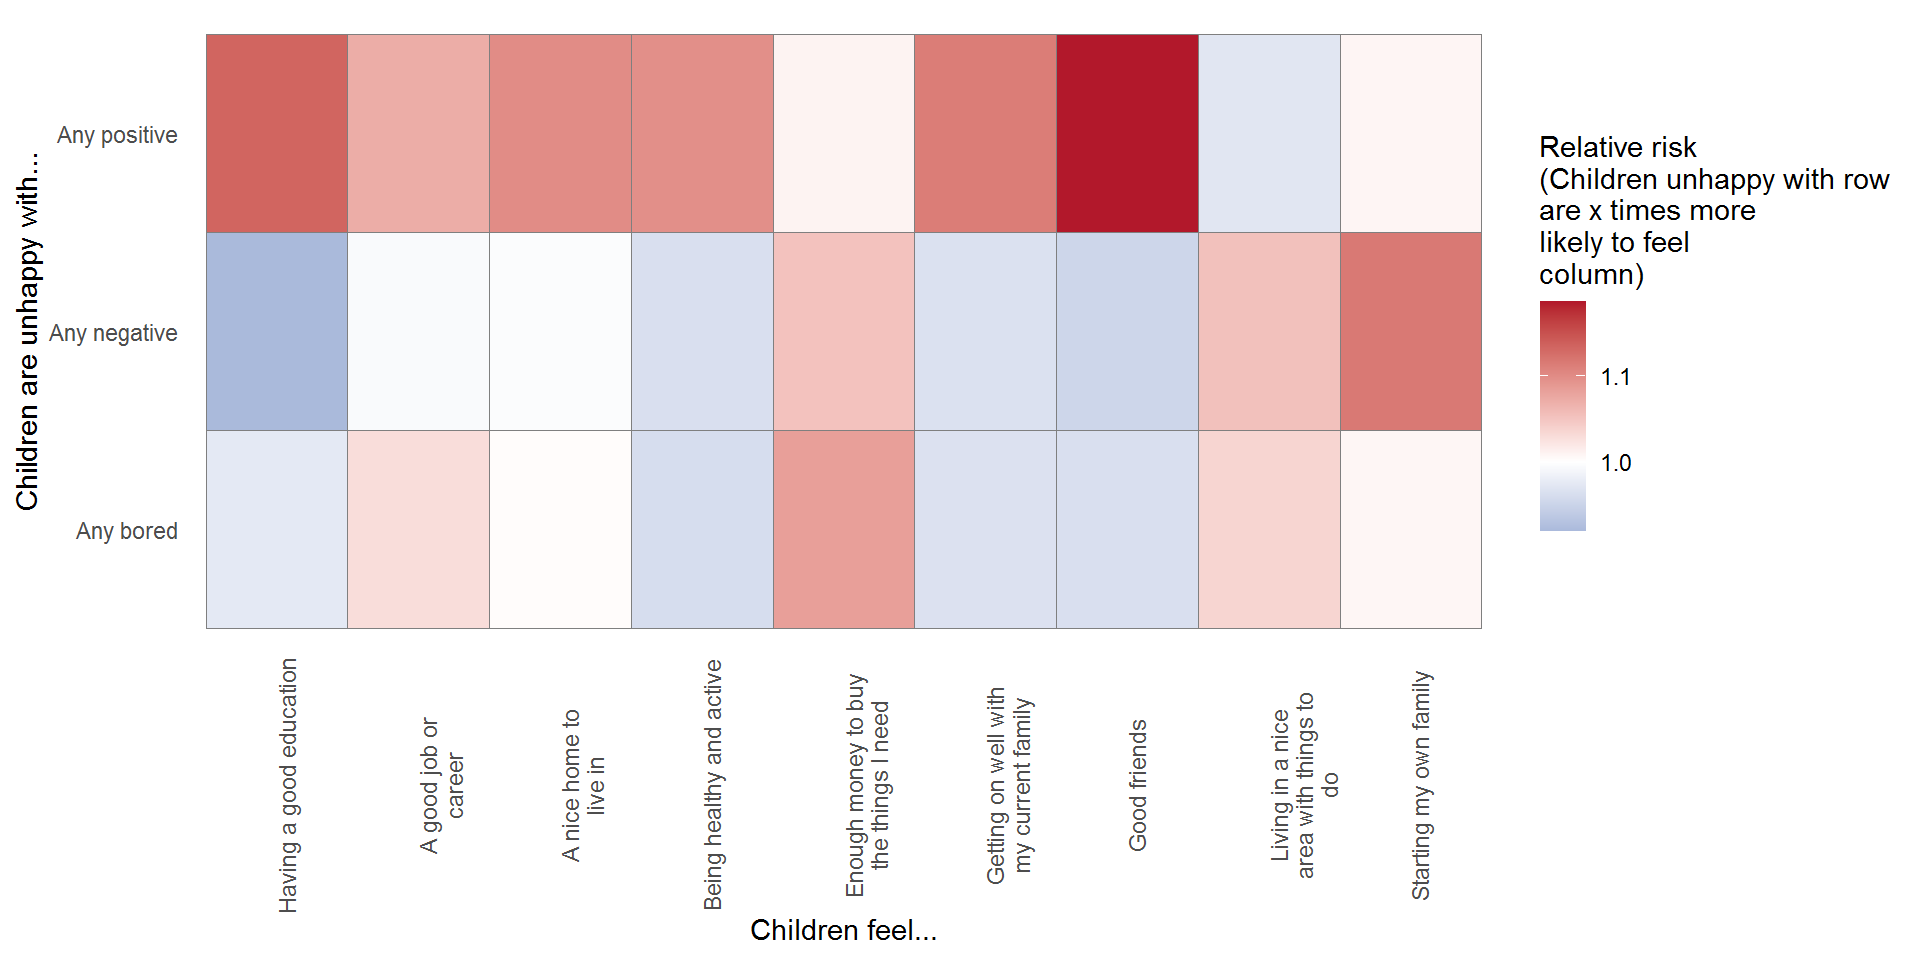 Children are unhappy with...
Any positive
Any negative
Any bored
Having a good education
A good job or
career
A nice home to
live in
Being healthy and active
Enough money to buy
the things I need
Getting on well with
my current family
Good friends
Living in a nice
area with things to
do
Starting my own family
Children feel...
Relative risk
(Children unhappy with row
are x times more
likely to feel
column)
1.1
1.0